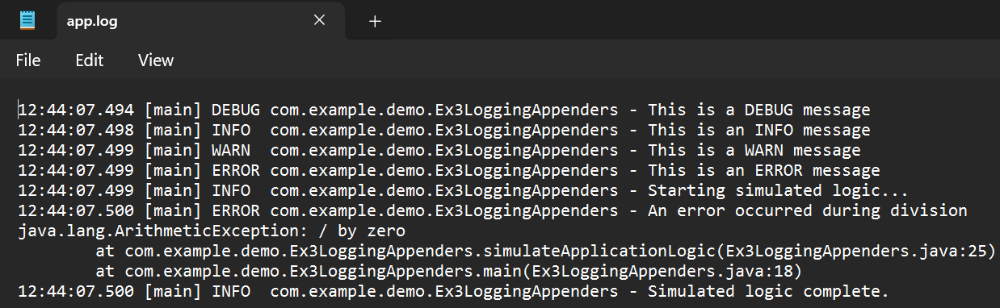 app.log
File Edit View
12:44:07.494 [main] DEBUG com.example.demo.Ex3LoggingAppenders - This is a DEBUG message
12:44:07.498 [main] INFO  com.example.demo.Ex3LoggingAppenders - This is an INFO message
12:44:07.499 [main] WARN  com.example.demo.Ex3LoggingAppenders - This is a WARN message
12:44:07.499 [main] ERROR com.example.demo.Ex3LoggingAppenders - This is an ERROR message
12:44:07.499 [main] INFO  com.example.demo.Ex3LoggingAppenders - Starting simulated logic...
12:44:07.500 [main] ERROR com.example.demo.Ex3LoggingAppenders - An error occurred during division
java.lang.ArithmeticException: / by zero
        at com.example.demo.Ex3LoggingAppenders.simulateApplicationLogic(Ex3LoggingAppenders.java:25)
        at com.example.demo.Ex3LoggingAppenders.main(Ex3LoggingAppenders.java:18)
12:44:07.500 [main] INFO  com.example.demo.Ex3LoggingAppenders - Simulated logic complete.